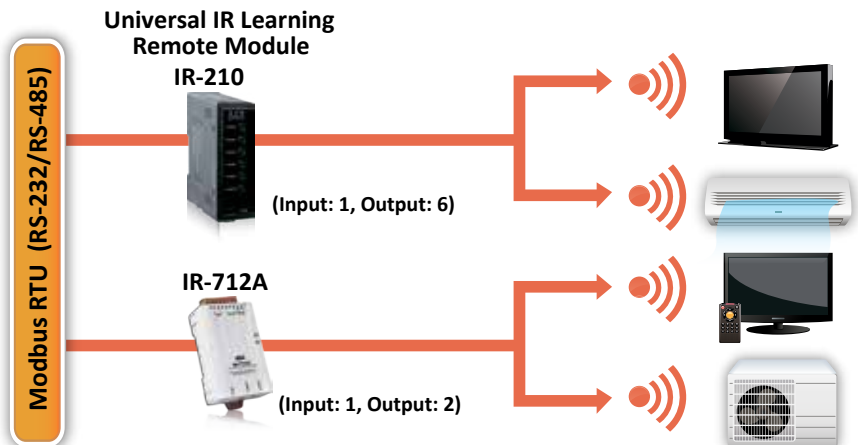 Universal IR Learning
Remote Module
IR-210
(Input: 1, Output: 6)
IR-712A
(Input: 1, Output: 2)
Modbus RTU (RS-232/RS-485)